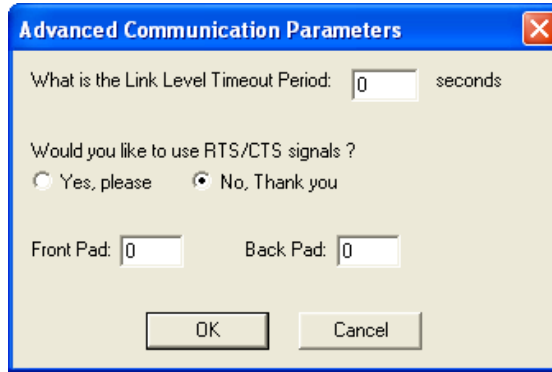 Advanced Communication Parameters
What is the Link Level Timeout Period: 0 seconds
Would you like to use RTS/CTS signals ?
Yes, please No, Thank you
Front Pad: 0 Back Pad: 0
OK Cancel